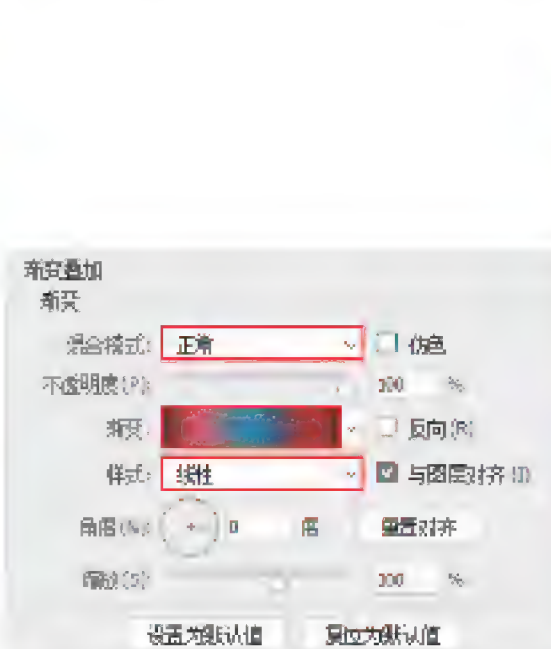 渐变叠加
渐变
混合模式: 正常 仿色
不透明度(P): 100 %
渐变: 反向(R)
样式: 线性 与图层对齐(I)
角度(N): 0 度 重置对齐
缩放(S): 100 %
设置为默认值 复位为默认值